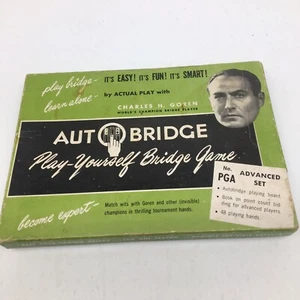 play bridge-
learn alone-
IT'S EASY! IT'S FUN! IT'S SMART!
by ACTUAL PLAY with
CHARLES H. GOREN
WORLD'S CHAMPION BRIDGE PLAYER
AUTOBRIDGE
Play-Yourself Bridge Game
become expert-
Match wits with Goren and other (invisible)
champions in thrilling tournament hands.
No.
PGA
ADVANCED
SET
• Autobridge playing board
• Book on point count bid
ding for advanced players
• 48 playing hands.